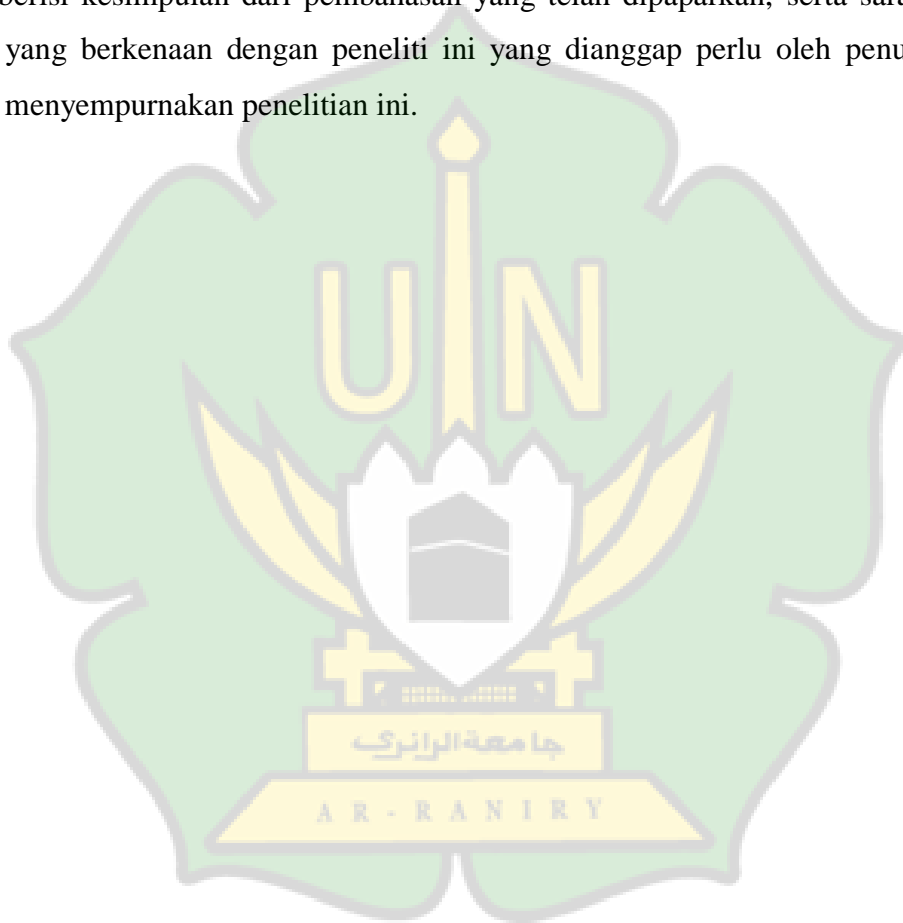 berisi kesimpulan dari pembahasan yang telah dipaparkan, serta
yang berkenaan dengan peneliti ini yang dianggap perlu oleh
menyempurnakan penelitian ini.
UIN
جامعة الرانري
AR-RANIRY